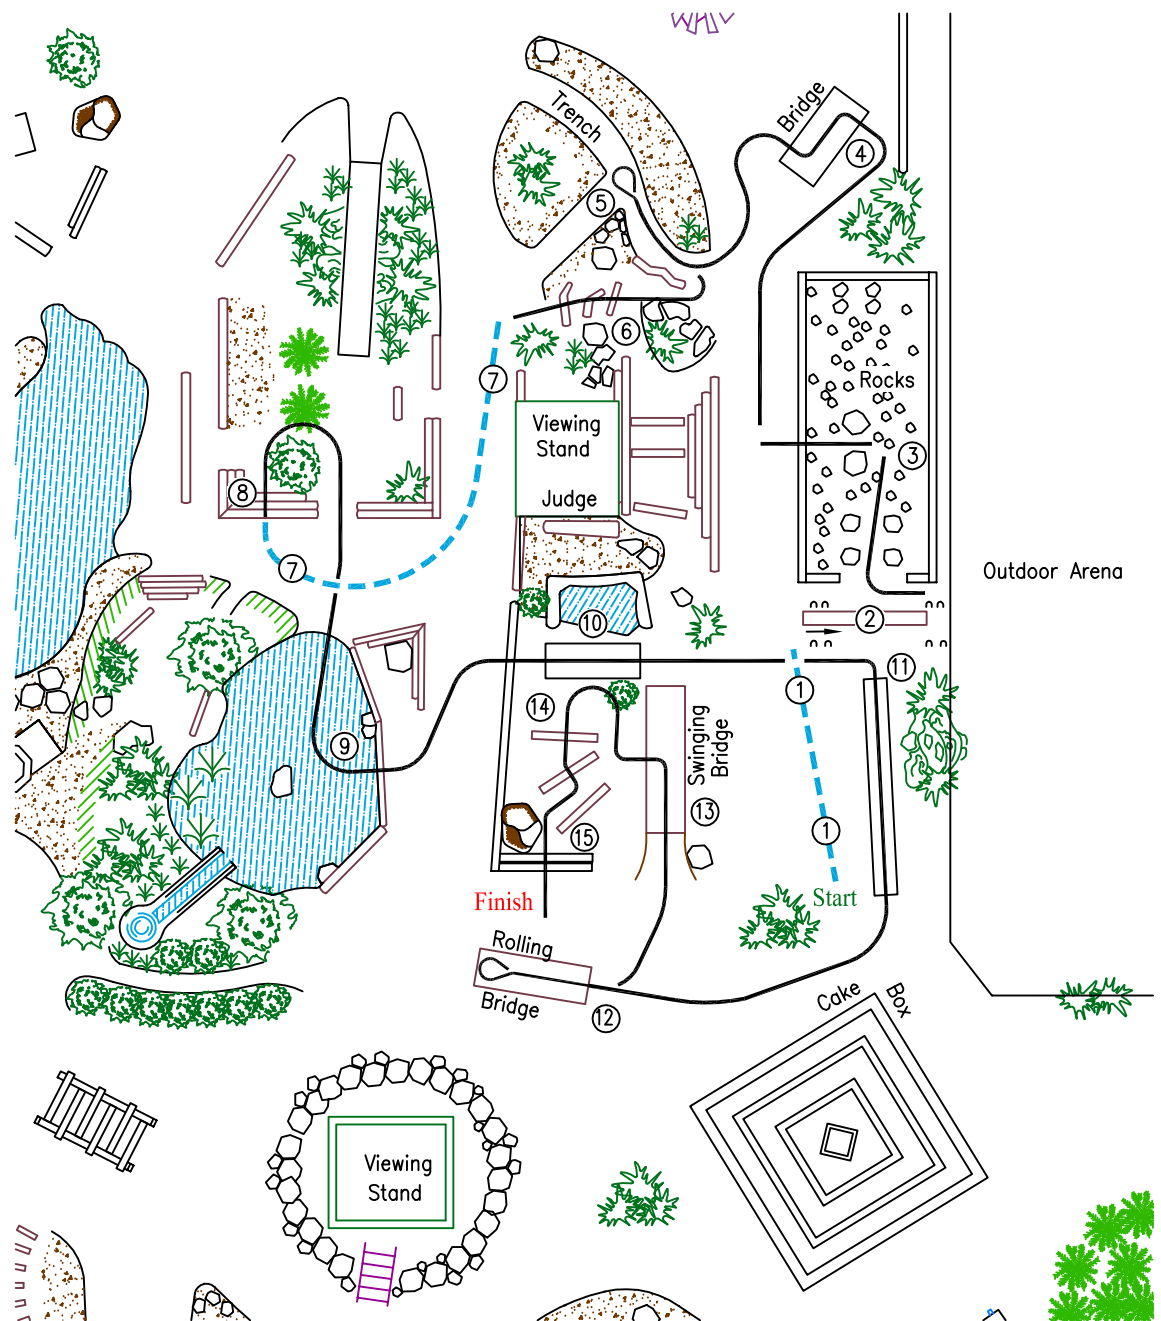 Trench
Bridge
4
5
6
7
Rocks
3
Viewing
Stand
Judge
8
7
Outdoor Arena
10
2
11
1
14
Swinging
Bridge
9
13
1
15
Start
Finish
Rolling
Bridge
12
Cake
Box
Viewing
Stand